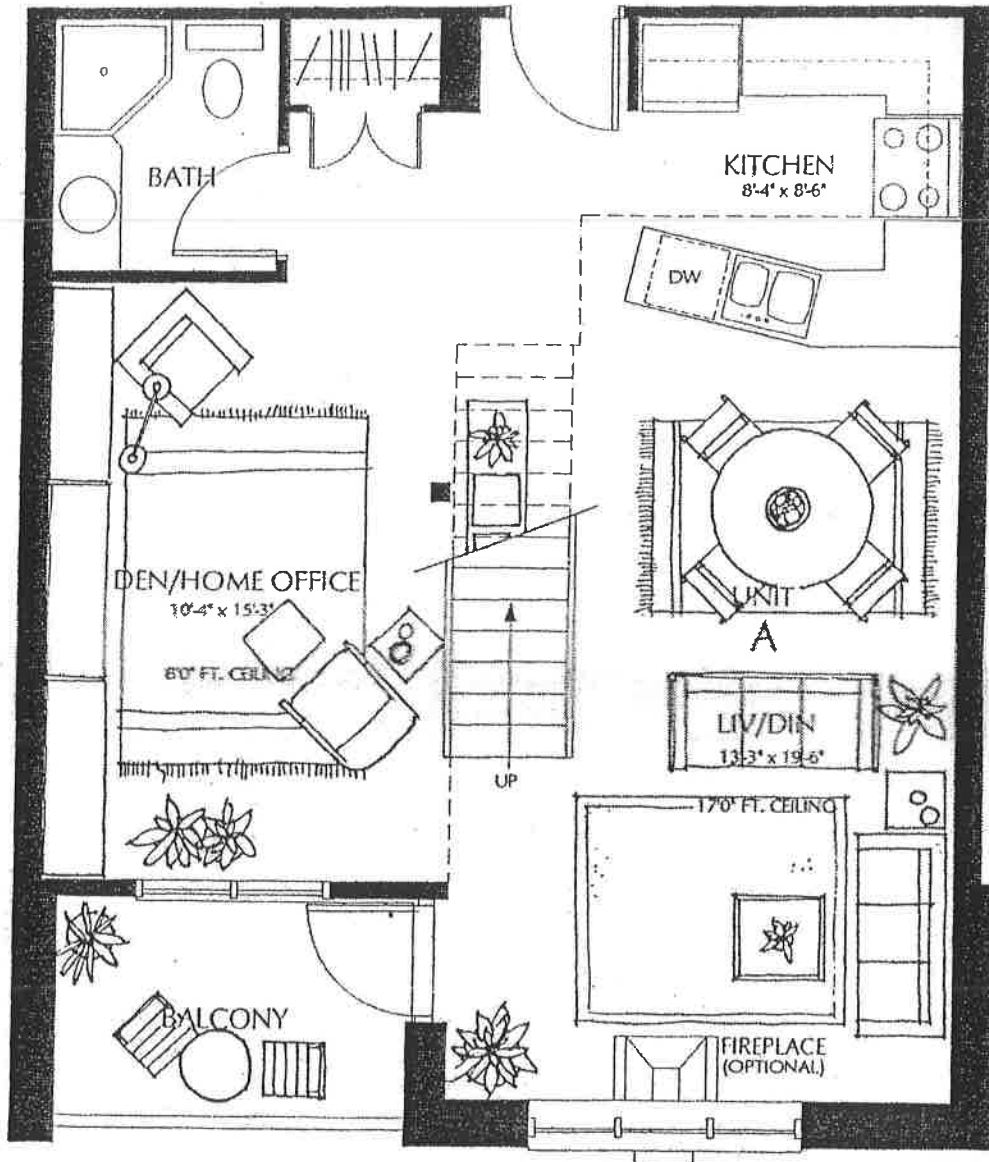 BATH
KITCHEN
8'-4" x 8'-6"
DW
DEN/HOME OFFICE
10'-4" x 15'-3"
8'0" FT. CEILING
UNIT
A
LIV/DIN
13'-3" x 19'-6"
17'0" FT. CEILING
UP
BALCONY
FIREPLACE
(OPTIONAL)